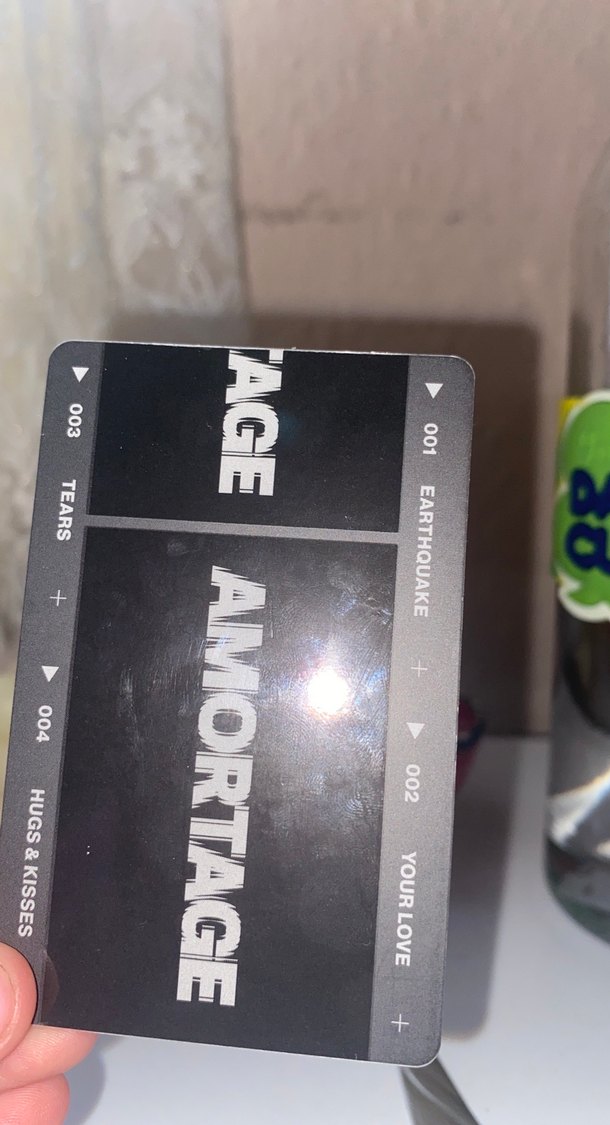 ▶ 001 EARTHQUAKE + ▶ 002 YOUR LOVE +
TAGE AMORTAGE
▶ 003 TEARS + ▶ 004 HUGS & KISSES